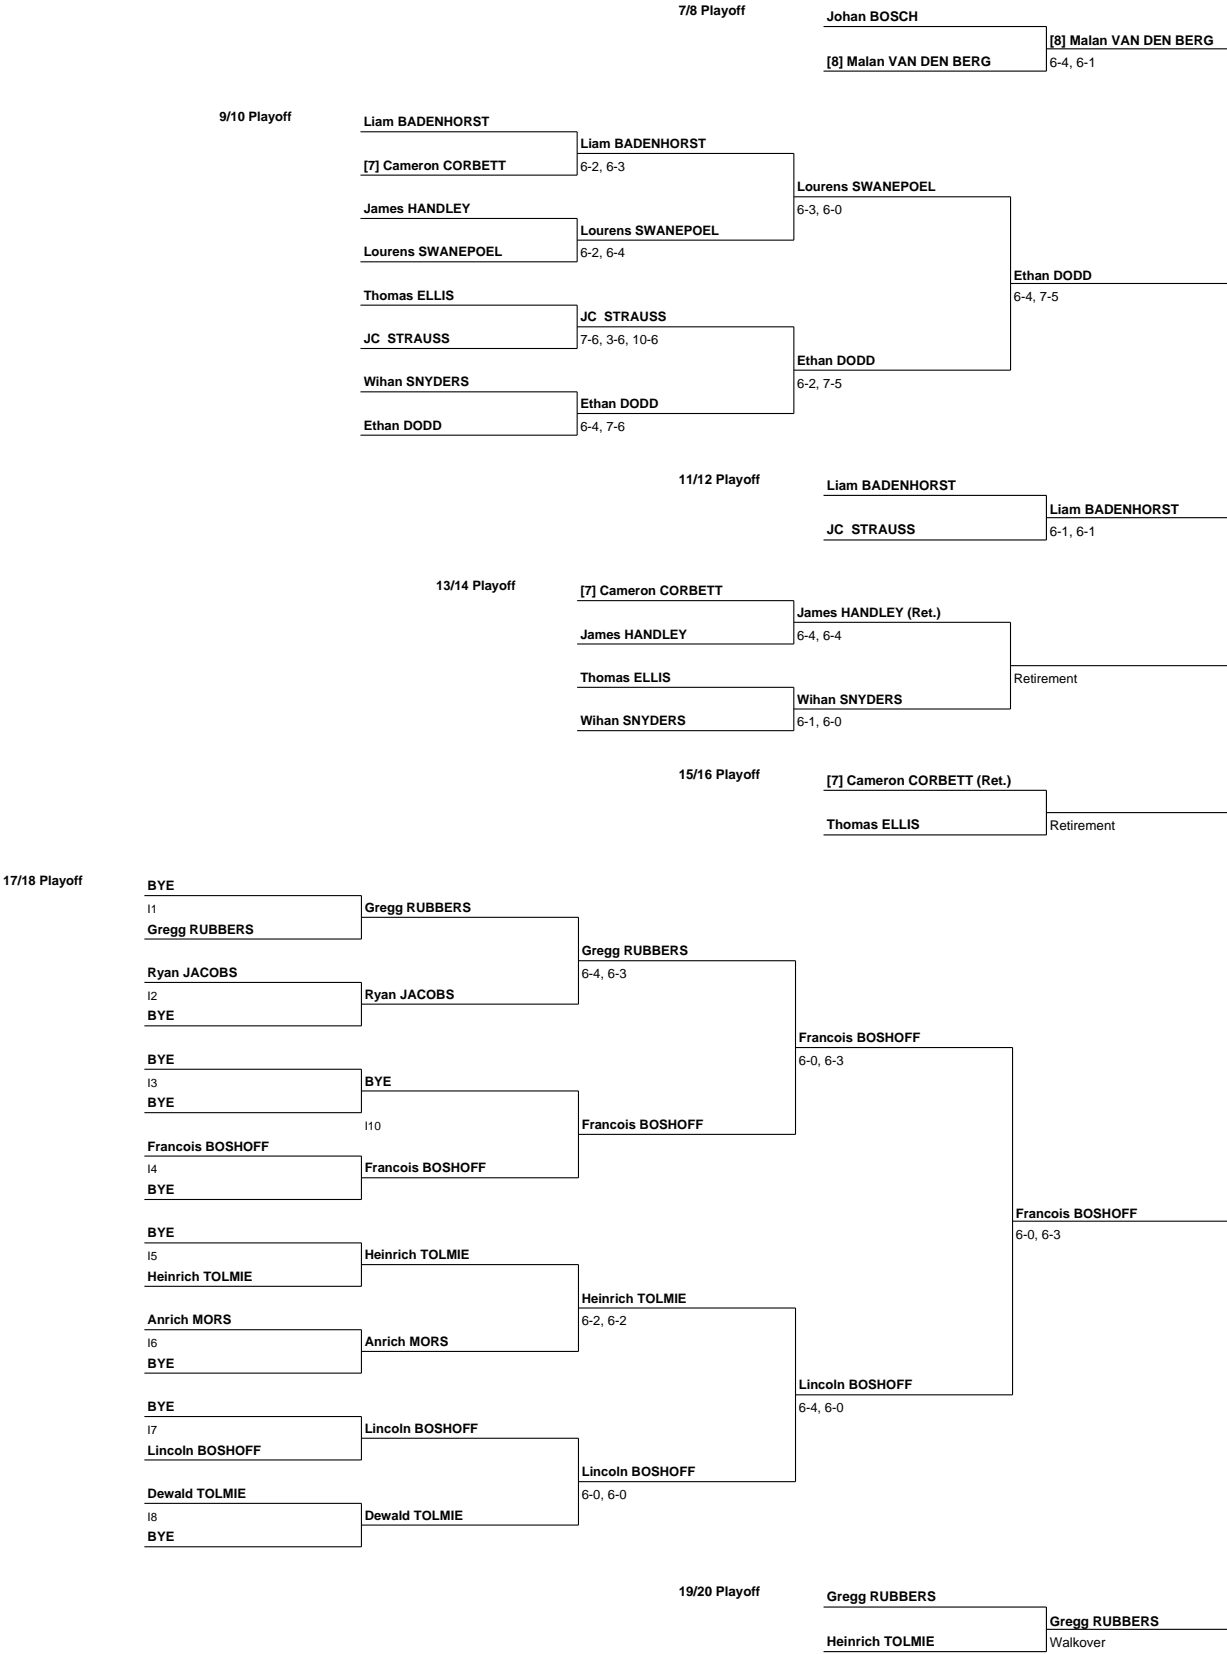 7/8 Playoff
Johan BOSCH
[8] Malan VAN DEN BERG
[8] Malan VAN DEN BERG
6-4, 6-1
9/10 Playoff
Liam BADENHORST
Liam BADENHORST
[7] Cameron CORBETT
6-2, 6-3
Lourens SWANEPOEL
James HANDLEY
6-3, 6-0
Lourens SWANEPOEL
Lourens SWANEPOEL
6-2, 6-4
Ethan DODD
Thomas ELLIS
6-4, 7-5
JC STRAUSS
JC STRAUSS
7-6, 3-6, 10-6
Ethan DODD
Wihan SNYDERS
6-2, 7-5
Ethan DODD
Ethan DODD
6-4, 7-6
11/12 Playoff
Liam BADENHORST
Liam BADENHORST
JC STRAUSS
6-1, 6-1
13/14 Playoff
[7] Cameron CORBETT
James HANDLEY (Ret.)
James HANDLEY
6-4, 6-4
Thomas ELLIS
Retirement
Wihan SNYDERS
Wihan SNYDERS
6-1, 6-0
15/16 Playoff
[7] Cameron CORBETT (Ret.)
Thomas ELLIS
Retirement
17/18 Playoff
BYE
I1
Gregg RUBBERS
Gregg RUBBERS
Gregg RUBBERS
Ryan JACOBS
6-4, 6-3
I2
Ryan JACOBS
BYE
Francois BOSHOFF
BYE
6-0, 6-3
I3
BYE
BYE
I10
Francois BOSHOFF
Francois BOSHOFF
I4
Francois BOSHOFF
BYE
Francois BOSHOFF
BYE
6-0, 6-3
I5
Heinrich TOLMIE
Heinrich TOLMIE
Heinrich TOLMIE
Anrich MORS
6-2, 6-2
I6
Anrich MORS
BYE
Lincoln BOSHOFF
BYE
6-4, 6-0
I7
Lincoln BOSHOFF
Lincoln BOSHOFF
Lincoln BOSHOFF
Dewald TOLMIE
6-0, 6-0
I8
Dewald TOLMIE
BYE
19/20 Playoff
Gregg RUBBERS
Gregg RUBBERS
Heinrich TOLMIE
Walkover